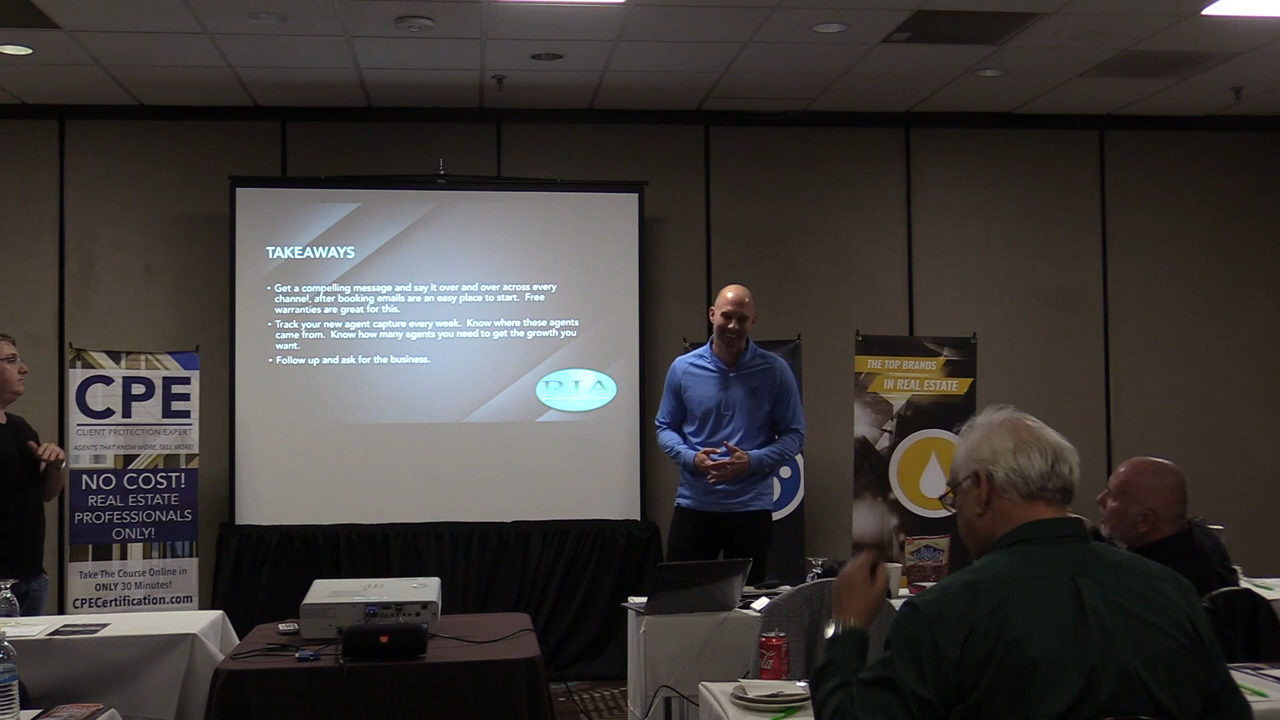 TAKEAWAYS
• Get a compelling message and say it over and over across every
channel, after booking emails are an easy place to start. Free
warranties are great for this.
• Track your new agent capture every week. Know where these agents
came from. Know how many agents you need to get the growth you
want.
• Follow up and ask for the business.
CPE
CLIENT PROTECTION EXPERT
AGENTS THAT KNOW MORE, SELL MORE!
NO COST!
REAL ESTATE
PROFESSIONALS
ONLY!
Take The Course Online in
ONLY 30 Minutes!
CPECertification.com
THE TOP BRANDS
IN REAL ESTATE